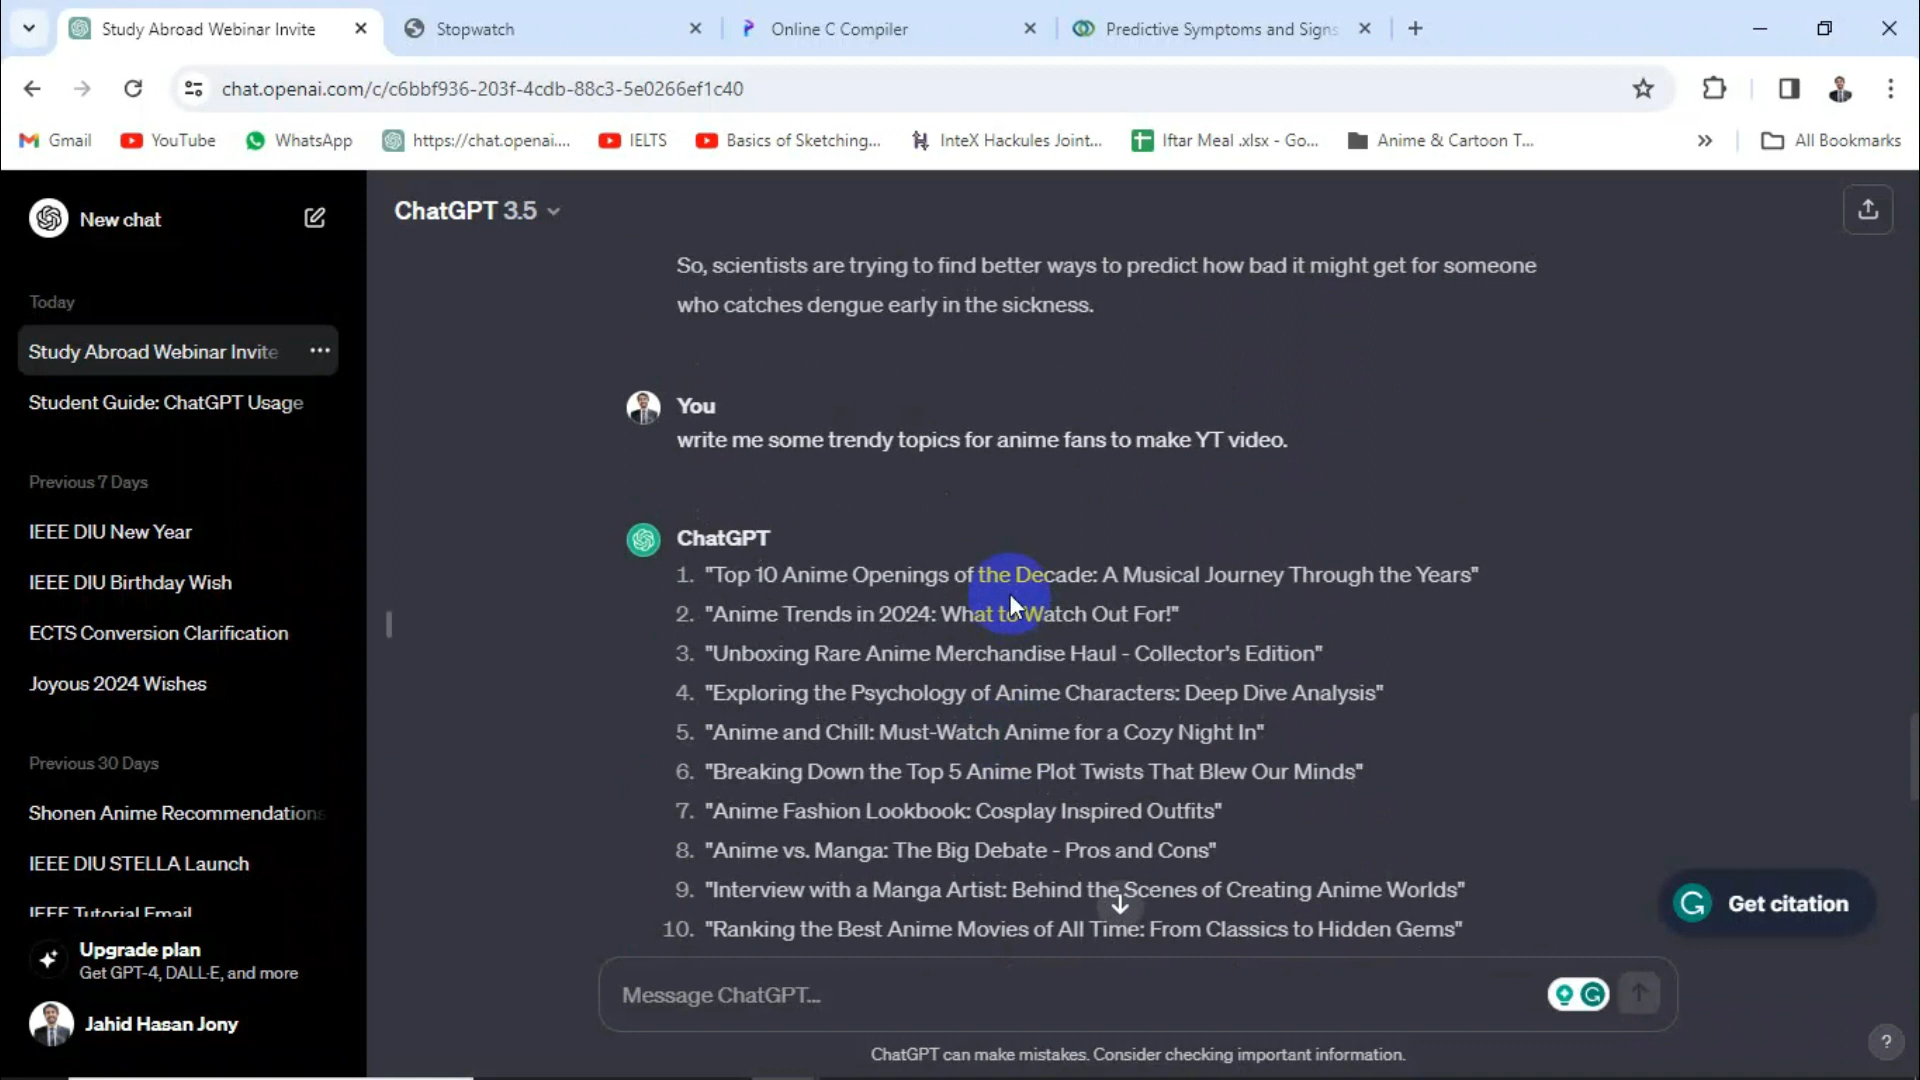 Study Abroad Webinar Invite
Stopwatch
Online C Compiler
Predictive Symptoms and Signs
chat.openai.com/c/c6bbf936-203f-4cdb-88c3-5e0266ef1c40
Gmail
YouTube
WhatsApp
https://chat.openai....
IELTS
Basics of Sketching...
InteX Hackules Joint...
Iftar Meal .xlsx - Go...
Anime & Cartoon T...
All Bookmarks
New chat
Today
Study Abroad Webinar Invite
Student Guide: ChatGPT Usage
Previous 7 Days
IEEE DIU New Year
IEEE DIU Birthday Wish
ECTS Conversion Clarification
Joyous 2024 Wishes
Previous 30 Days
Shonen Anime Recommendations
IEEE DIU STELLA Launch
IEEE Tutorial Email
Upgrade plan
Get GPT-4, DALL·E, and more
Jahid Hasan Jony
ChatGPT 3.5
So, scientists are trying to find better ways to predict how bad it might get for someone
who catches dengue early in the sickness.
You
write me some trendy topics for anime fans to make YT video.
ChatGPT
1. "Top 10 Anime Openings of the Decade: A Musical Journey Through the Years"
2. "Anime Trends in 2024: What to Watch Out For!"
3. "Unboxing Rare Anime Merchandise Haul - Collector's Edition"
4. "Exploring the Psychology of Anime Characters: Deep Dive Analysis"
5. "Anime and Chill: Must-Watch Anime for a Cozy Night In"
6. "Breaking Down the Top 5 Anime Plot Twists That Blew Our Minds"
7. "Anime Fashion Lookbook: Cosplay Inspired Outfits"
8. "Anime vs. Manga: The Big Debate - Pros and Cons"
9. "Interview with a Manga Artist: Behind the Scenes of Creating Anime Worlds"
10. "Ranking the Best Anime Movies of All Time: From Classics to Hidden Gems"
Get citation
Message ChatGPT...
ChatGPT can make mistakes. Consider checking important information.
?